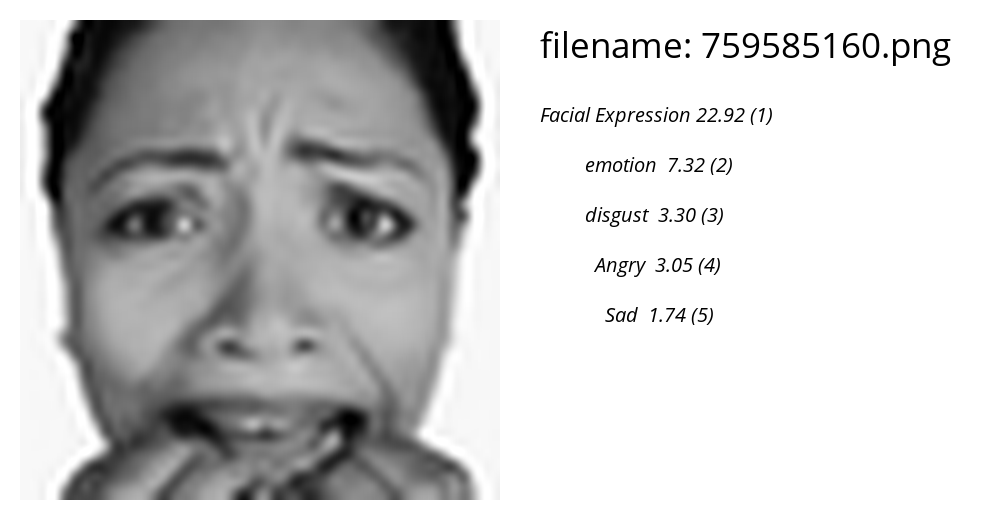 filename: 759585160.png
Facial Expression 22.92 (1)
emotion 7.32 (2)
disgust 3.30 (3)
Angry 3.05 (4)
Sad 1.74 (5)